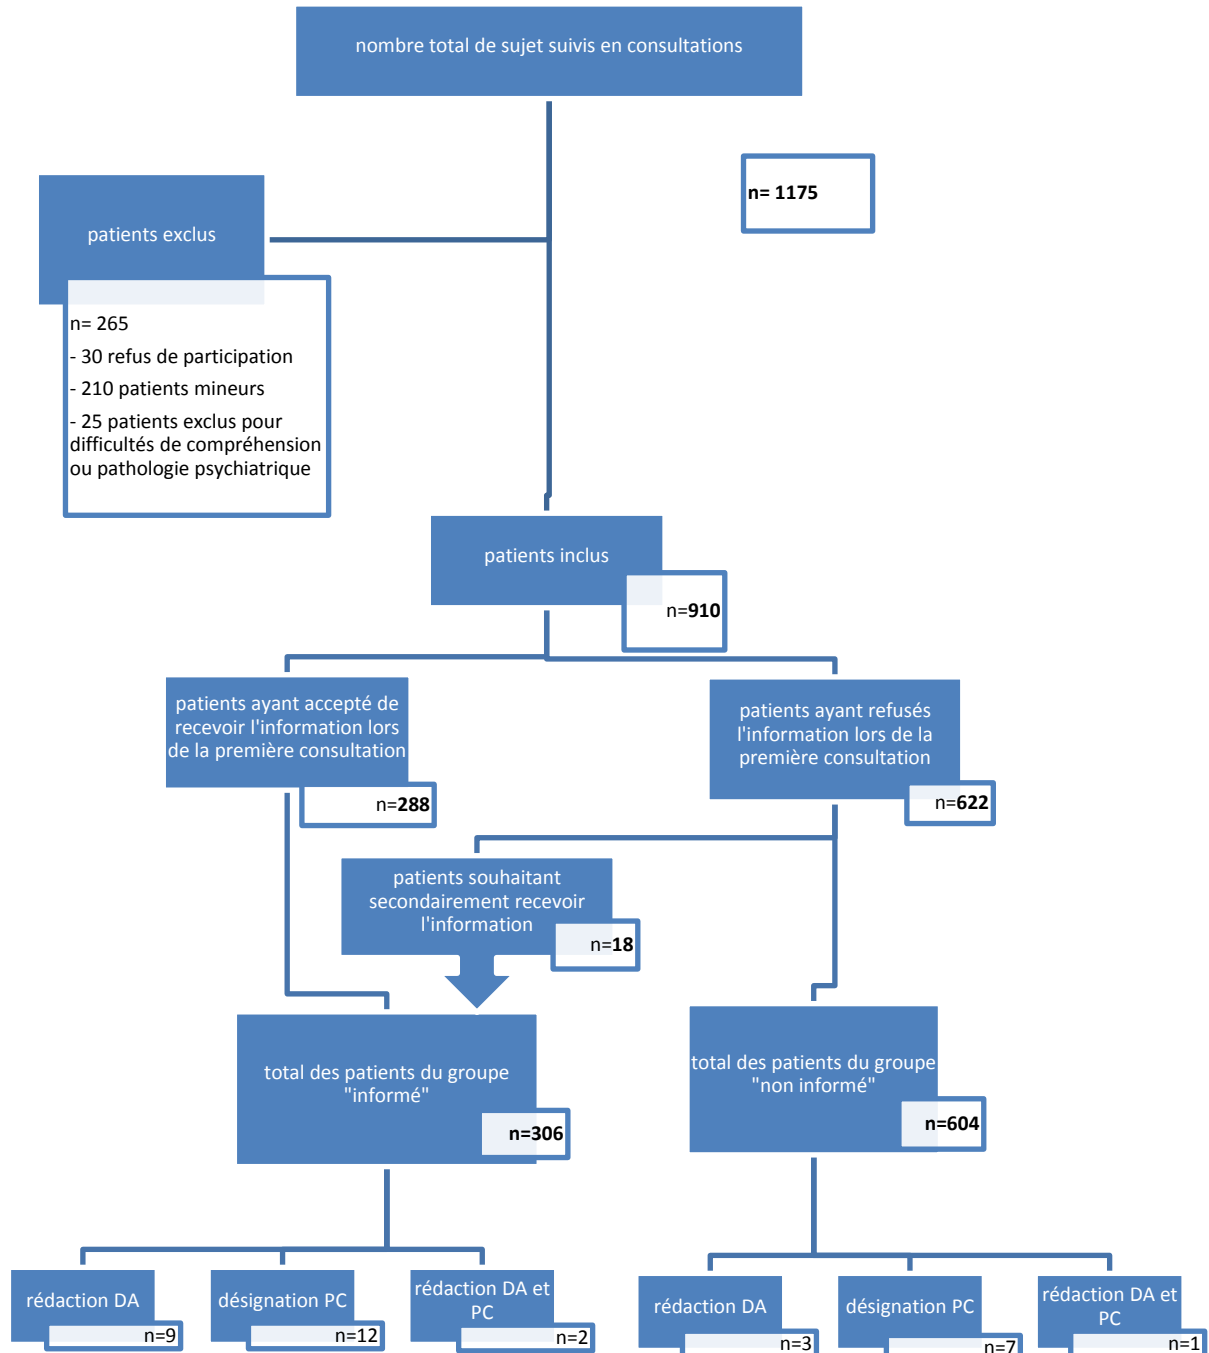 nombre total de sujet suivis en consultations
n= 1175
patients exclus
n= 265
- 30 refus de participation
- 210 patients mineurs
- 25 patients exclus pour
difficultés de compréhension
ou pathologie psychiatrique
patients inclus
n=910
patients ayant accepté de
recevoir l'information lors
de la première consultation
n=288
patients ayant refusés
l'information lors de la
première consultation
n=622
patients souhaitant
secondairement recevoir
l'information
n=18
total des patients du groupe
"informé"
n=306
total des patients du groupe
"non informé"
n=604
rédaction DA
n=9
désignation PC
n=12
rédaction DA et
PC
n=2
rédaction DA
n=3
désignation PC
n=7
rédaction DA et
PC
n=1